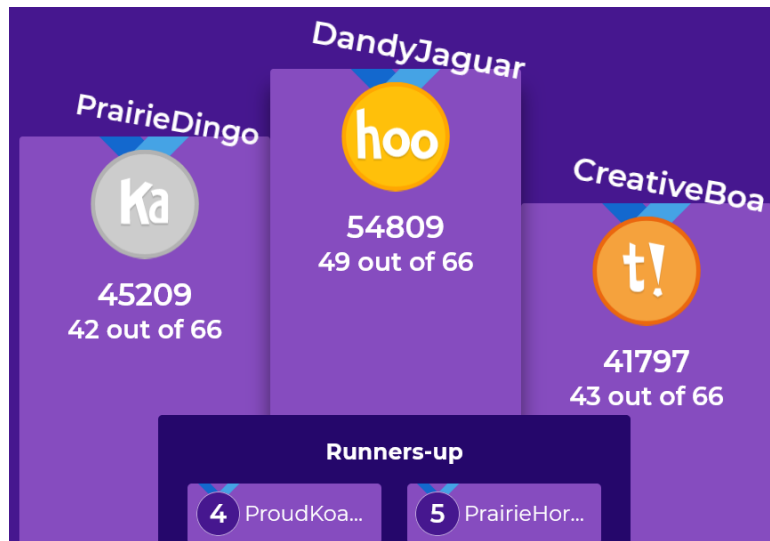 DandyJaguar
hoo
54809
49 out of 66
PrairieDingo
Ka
45209
42 out of 66
CreativeBoa
t!
41797
43 out of 66
Runners-up
4 ProudKoa...
5 PrairieHor...